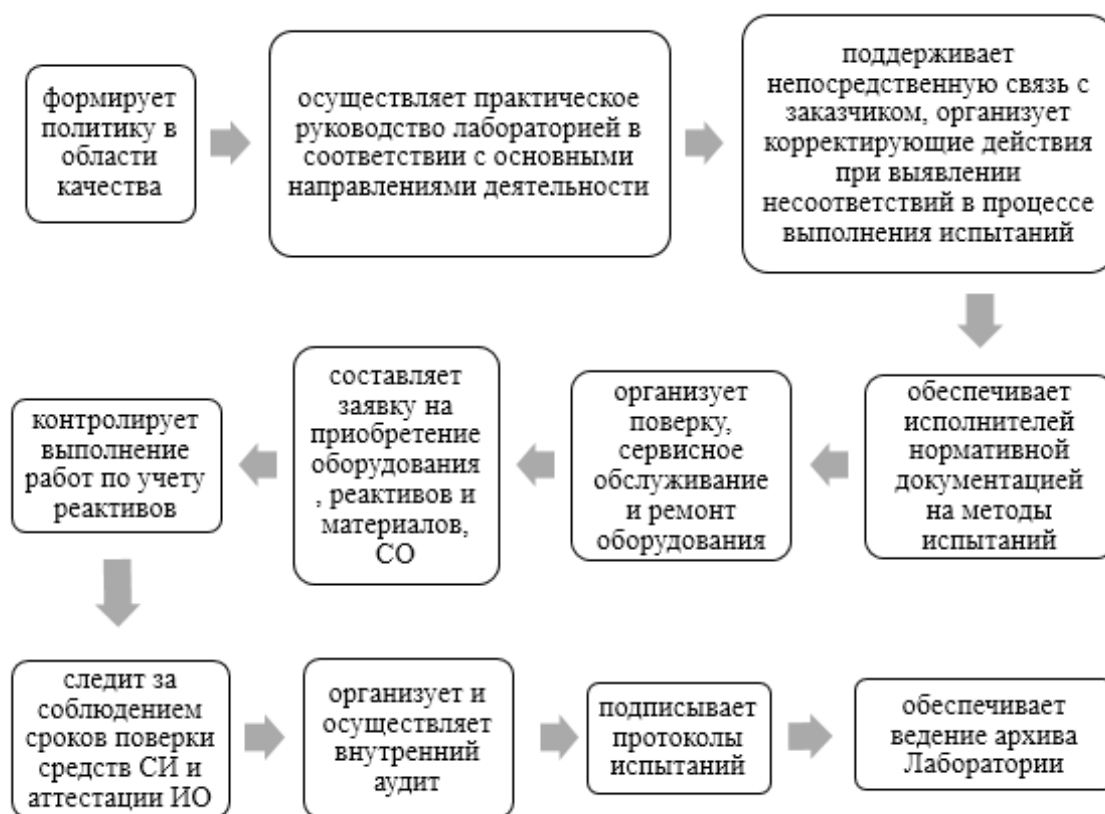 формирует
политику в
области
качества
осуществляет практическое
руководство лабораторией в
соответствии с основными
направлениями деятельности
поддерживает
непосредственную связь с
заказчиком, организует
корректирующие действия
при выявлении
несоответствий в процессе
выполнения испытаний
обеспечивает
исполнителей
нормативной
документацией
на методы
испытаний
организует
поверку,
сервисное
обслуживание
и ремонт
оборудования
составляет
заявку на
приобретение
оборудования
, реактивов и
материалов,
СО
контролирует
выполнение
работ по учету
реактивов
следит за
соблюдением
сроков поверки
средств СИ и
аттестации ИО
организует и
осуществляет
внутренний
аудит
подписывает
протоколы
испытаний
обеспечивает
ведение архива
Лаборатории